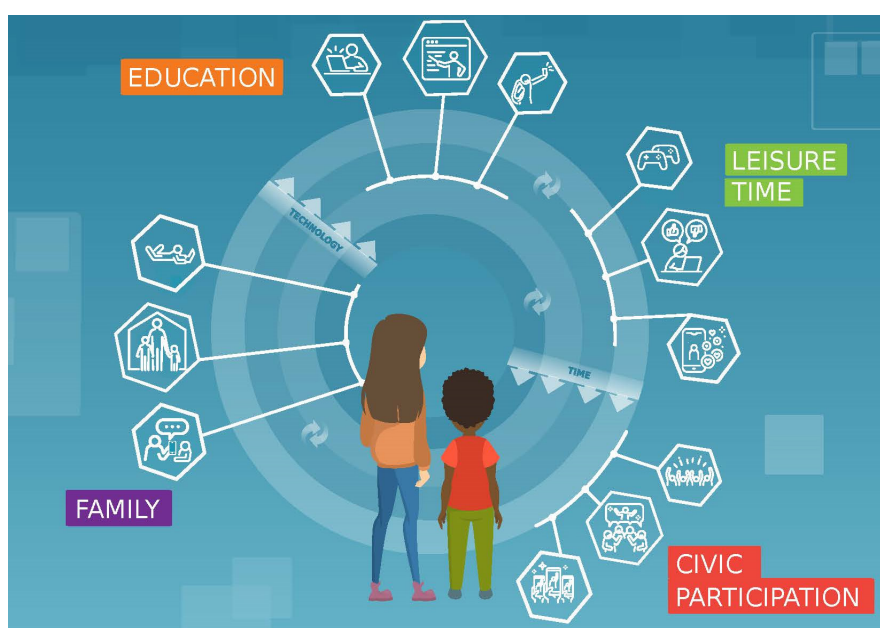 EDUCATION
LEISURE
TIME
TECHNOLOGY
TIME
FAMILY
CIVIC
PARTICIPATION